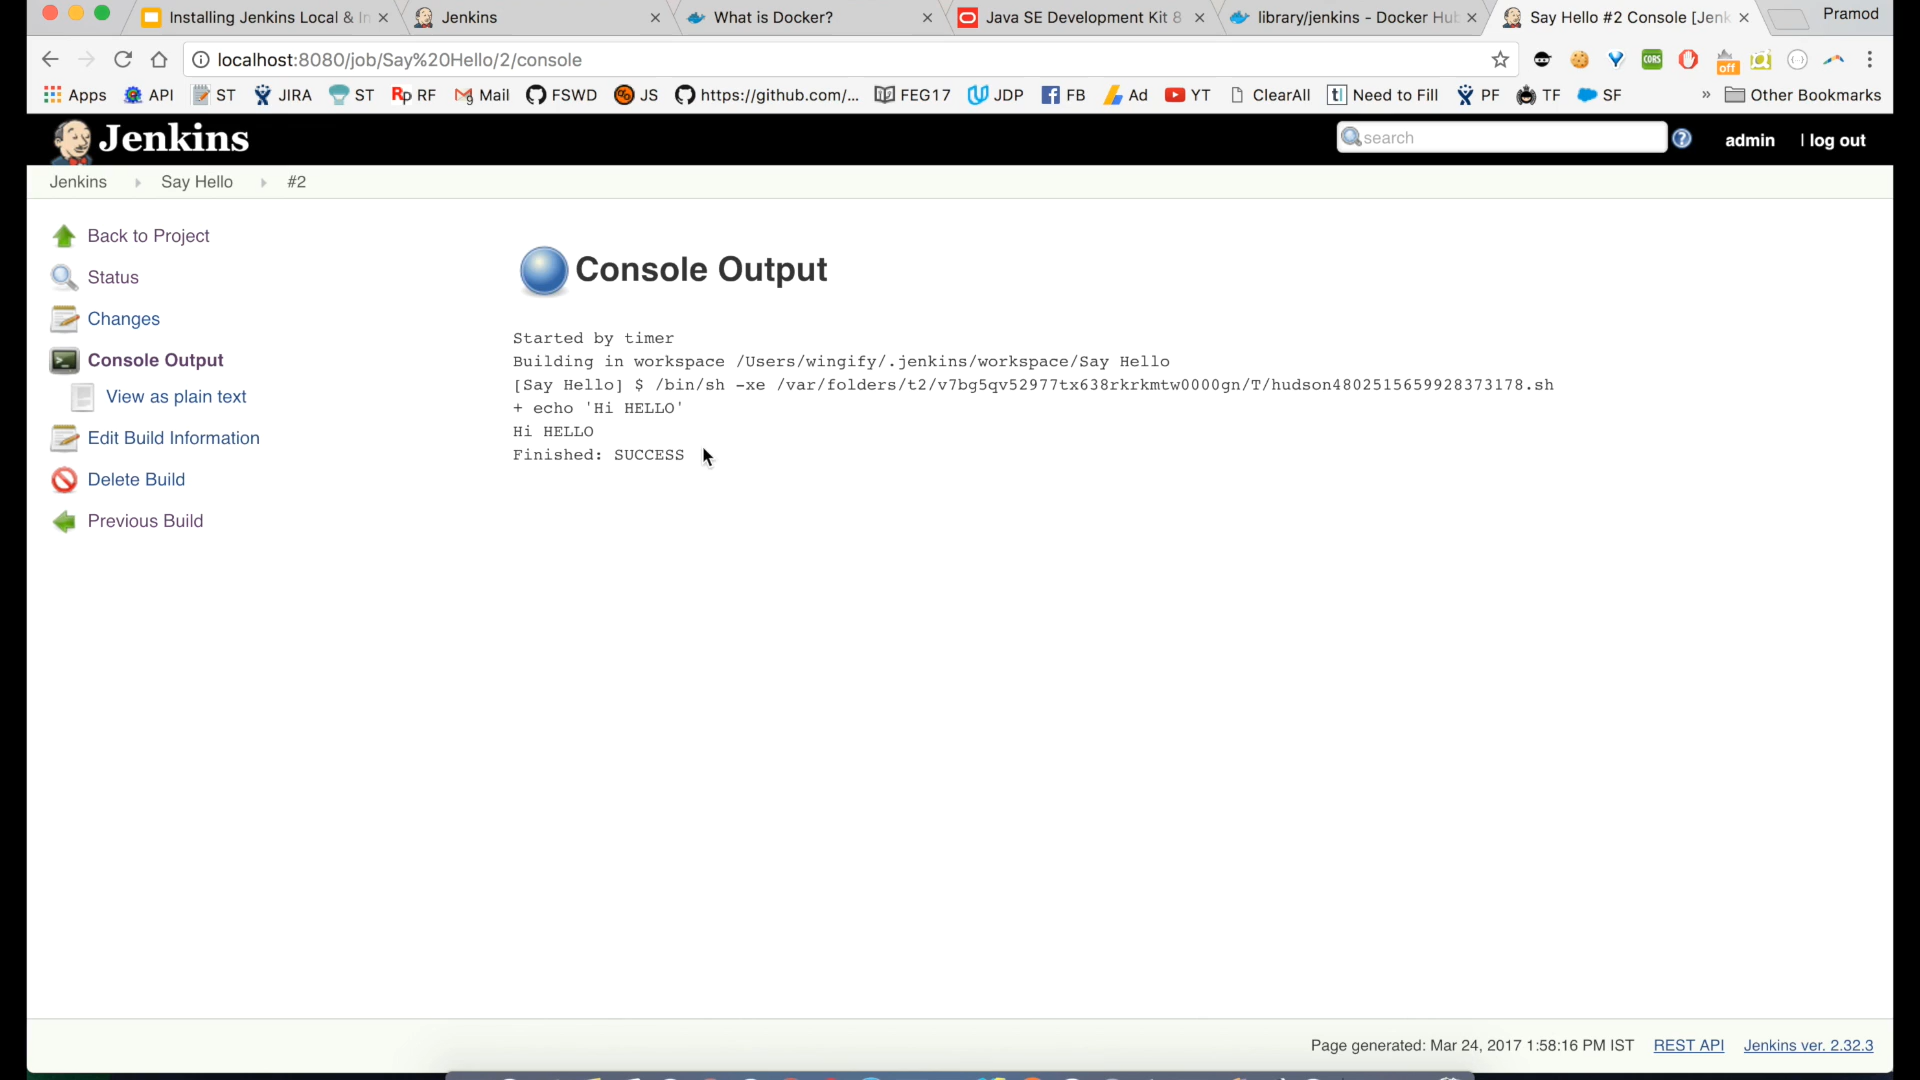 Installing Jenkins Local & In
Jenkins
What is Docker?
Java SE Development Kit 8
library/jenkins - Docker Hub
Say Hello #2 Console [Jenk
Pramod
localhost:8080/job/Say%20Hello/2/console
CORS
off
Apps API ST JIRA ST RF Mail FSWD JS https://github.com/... FEG17 JDP FB Ad YT ClearAll Need to Fill PF TF SF » Other Bookmarks
Jenkins
search
admin | log out
Jenkins Say Hello #2
Back to Project
Status
Changes
Console Output
View as plain text
Edit Build Information
Delete Build
Previous Build
Console Output
Started by timer
Building in workspace /Users/wingify/.jenkins/workspace/Say Hello
[Say Hello] $ /bin/sh -xe /var/folders/t2/v7bg5qv52977tx638rkrkmtw0000gn/T/hudson4802515659928373178.sh
+ echo 'Hi HELLO'
Hi HELLO
Finished: SUCCESS
Page generated: Mar 24, 2017 1:58:16 PM IST REST API Jenkins ver. 2.32.3